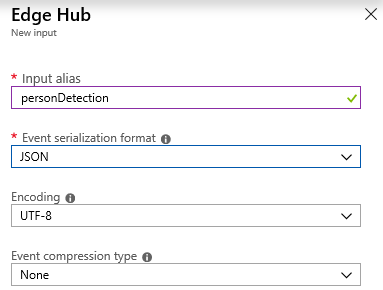 Edge Hub
New input
* Input alias
personDetection
* Event serialization format
JSON
Encoding
UTF-8
Event compression type
None